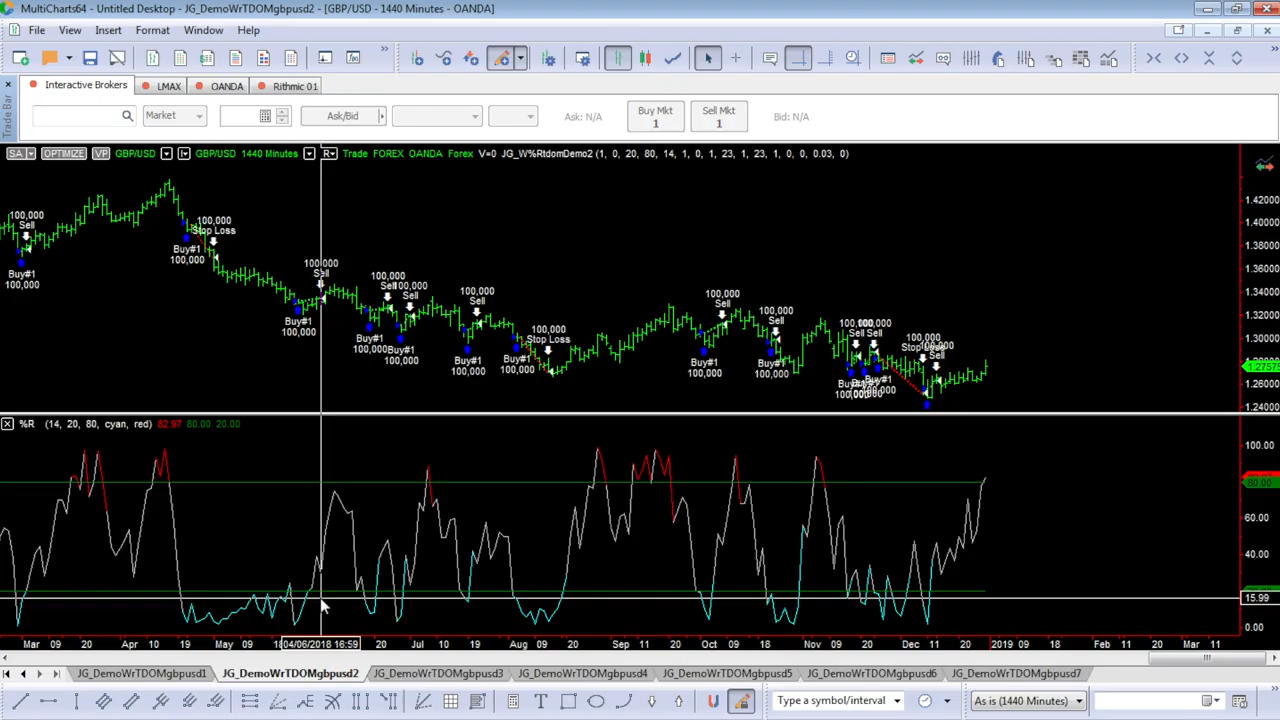 MultiCharts64 - Untitled Desktop - JG_DemoWrTDOMgbpusd2 - [GBP/USD - 1440 Minutes - OANDA]
File View Insert Format Window Help
Interactive Brokers LMAX OANDA Rithmic 01
Market Ask/Bid Ask: N/A Buy Mkt 1 Sell Mkt 1 Bid: N/A
Trade Bar
SA OPTIMIZE VP GBP/USD I GBP/USD 1440 Minutes R Trade FOREX OANDA Forex V=0 JG_W%RtdomDemo2 (1, 0, 20, 80, 14, 1, 0, 1, 23, 1, 23, 1, 0, 0, 0.03, 0)
1.42000
1.40000
1.38000
1.36000
1.34000
1.32000
1.30000
1.27575
1.26000
1.24000
100,000
Sell
Buy#1
100,000
100,000
Stop Loss
Buy#1
100,000
100,000
Sell
Buy#1
100,000
100,000
Sell
100,000
Sell
Buy#1
100,000
Buy#1
100,000
100,000
Sell
Buy#1
100,000
100,000
Stop Loss
Buy#1
100,000
100,000
Sell
Buy#1
100,000
100,000
Sell
Buy#1
100,000
Sell
Sell
Buy#1
100,000
Stop Loss
Sell
%R (14, 20, 80, cyan, red) 82.97 80.00 20.00
100.00
80.00
60.00
40.00
15.99
0.00
Mar 09 20 Apr 09 18 May 09 04/06/2018 16:59 20 Jul 09 19 Aug 09 20 Sep 11 20 Oct 09 18 Nov 09 20 Dec 11 20 2019 09 18 Feb 11 20 Mar 11
JG_DemoWrTDOMgbpusd1 JG_DemoWrTDOMgbpusd2 JG_DemoWrTDOMgbpusd3 JG_DemoWrTDOMgbpusd4 JG_DemoWrTDOMgbpusd5 JG_DemoWrTDOMgbpusd6 JG_DemoWrTDOMgbpusd7
Type a symbol/interval As is (1440 Minutes)